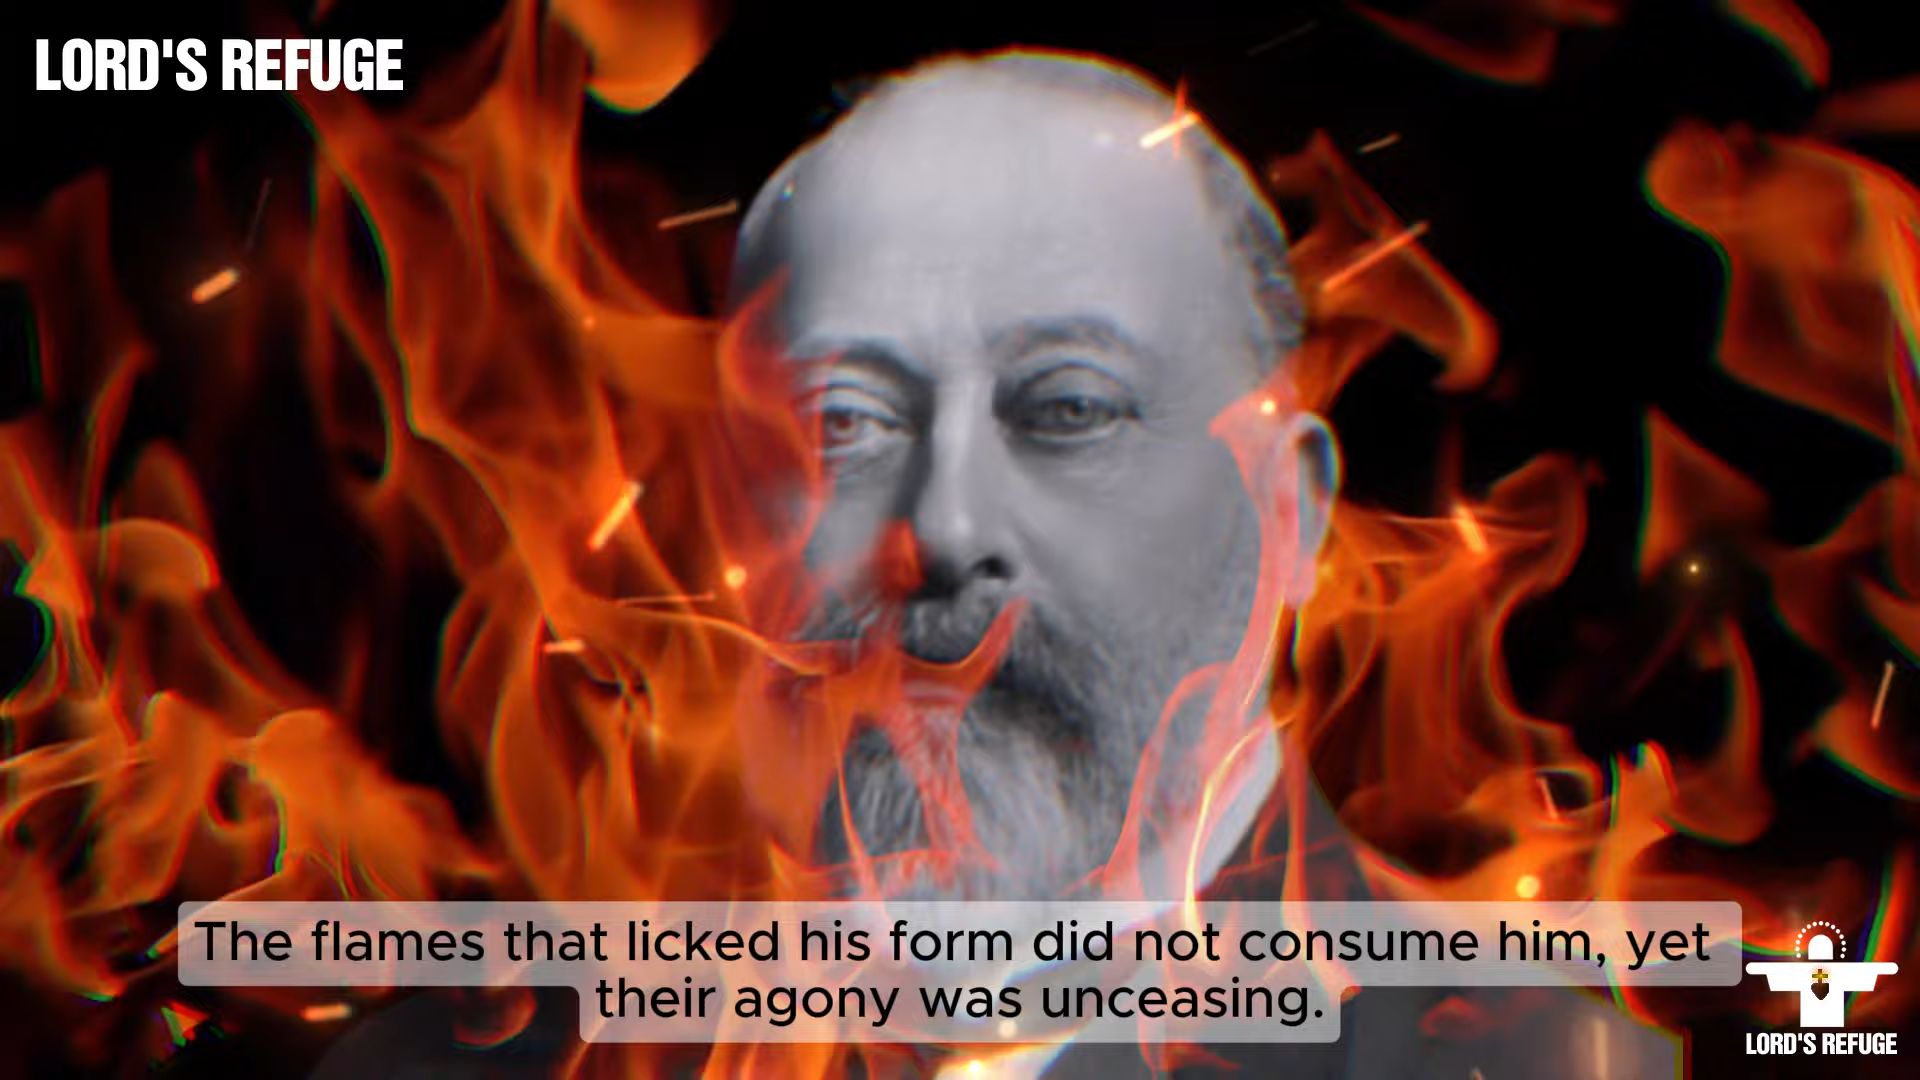 LORD'S REFUGE
The flames that licked his form did not consume him, yet
their agony was unceasing.
LORD'S REFUGE